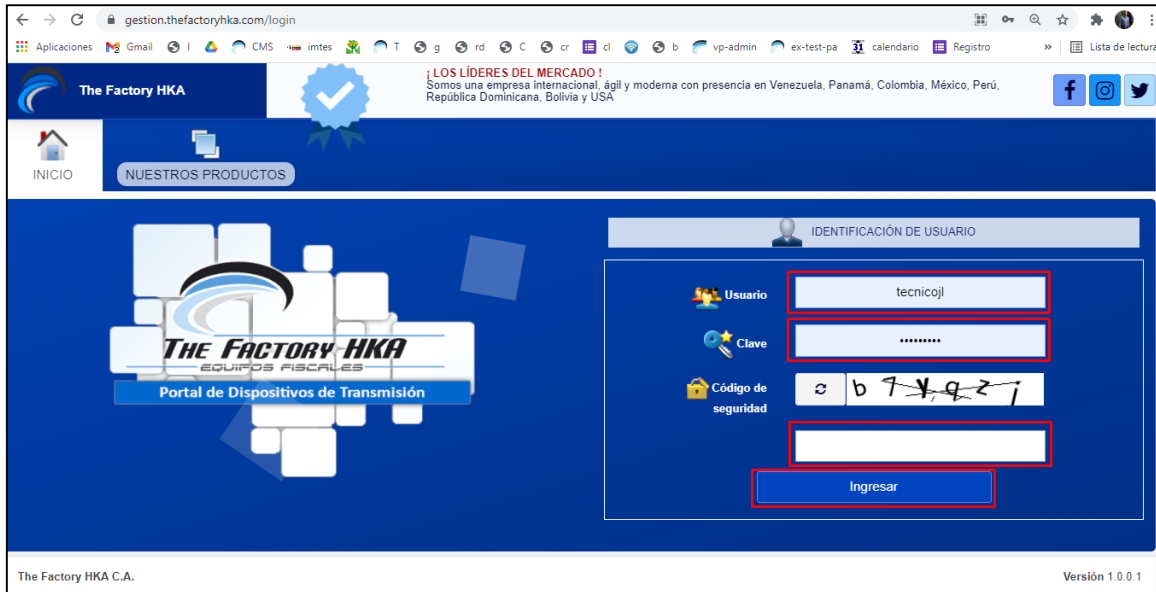 gestion.thefactoryhka.com/login
Aplicaciones Gmail I CMS imtes T g rd C cr cl b vp-admin ex-test-pa 31 calendario Registro » Lista de lectura
The Factory HKA
¡ LOS LÍDERES DEL MERCADO !
Somos una empresa internacional, ágil y moderna con presencia en Venezuela, Panamá, Colombia, México, Perú,
República Dominicana, Bolivia y USA
INICIO
NUESTROS PRODUCTOS
IDENTIFICACIÓN DE USUARIO
Usuario tecnicojl
Clave •••••••••
THE FACTORY HKA
EQUIPOS FISCALES
Portal de Dispositivos de Transmisión
Código de
seguridad
Ingresar
The Factory HKA C.A.
Versión 1.0.0.1